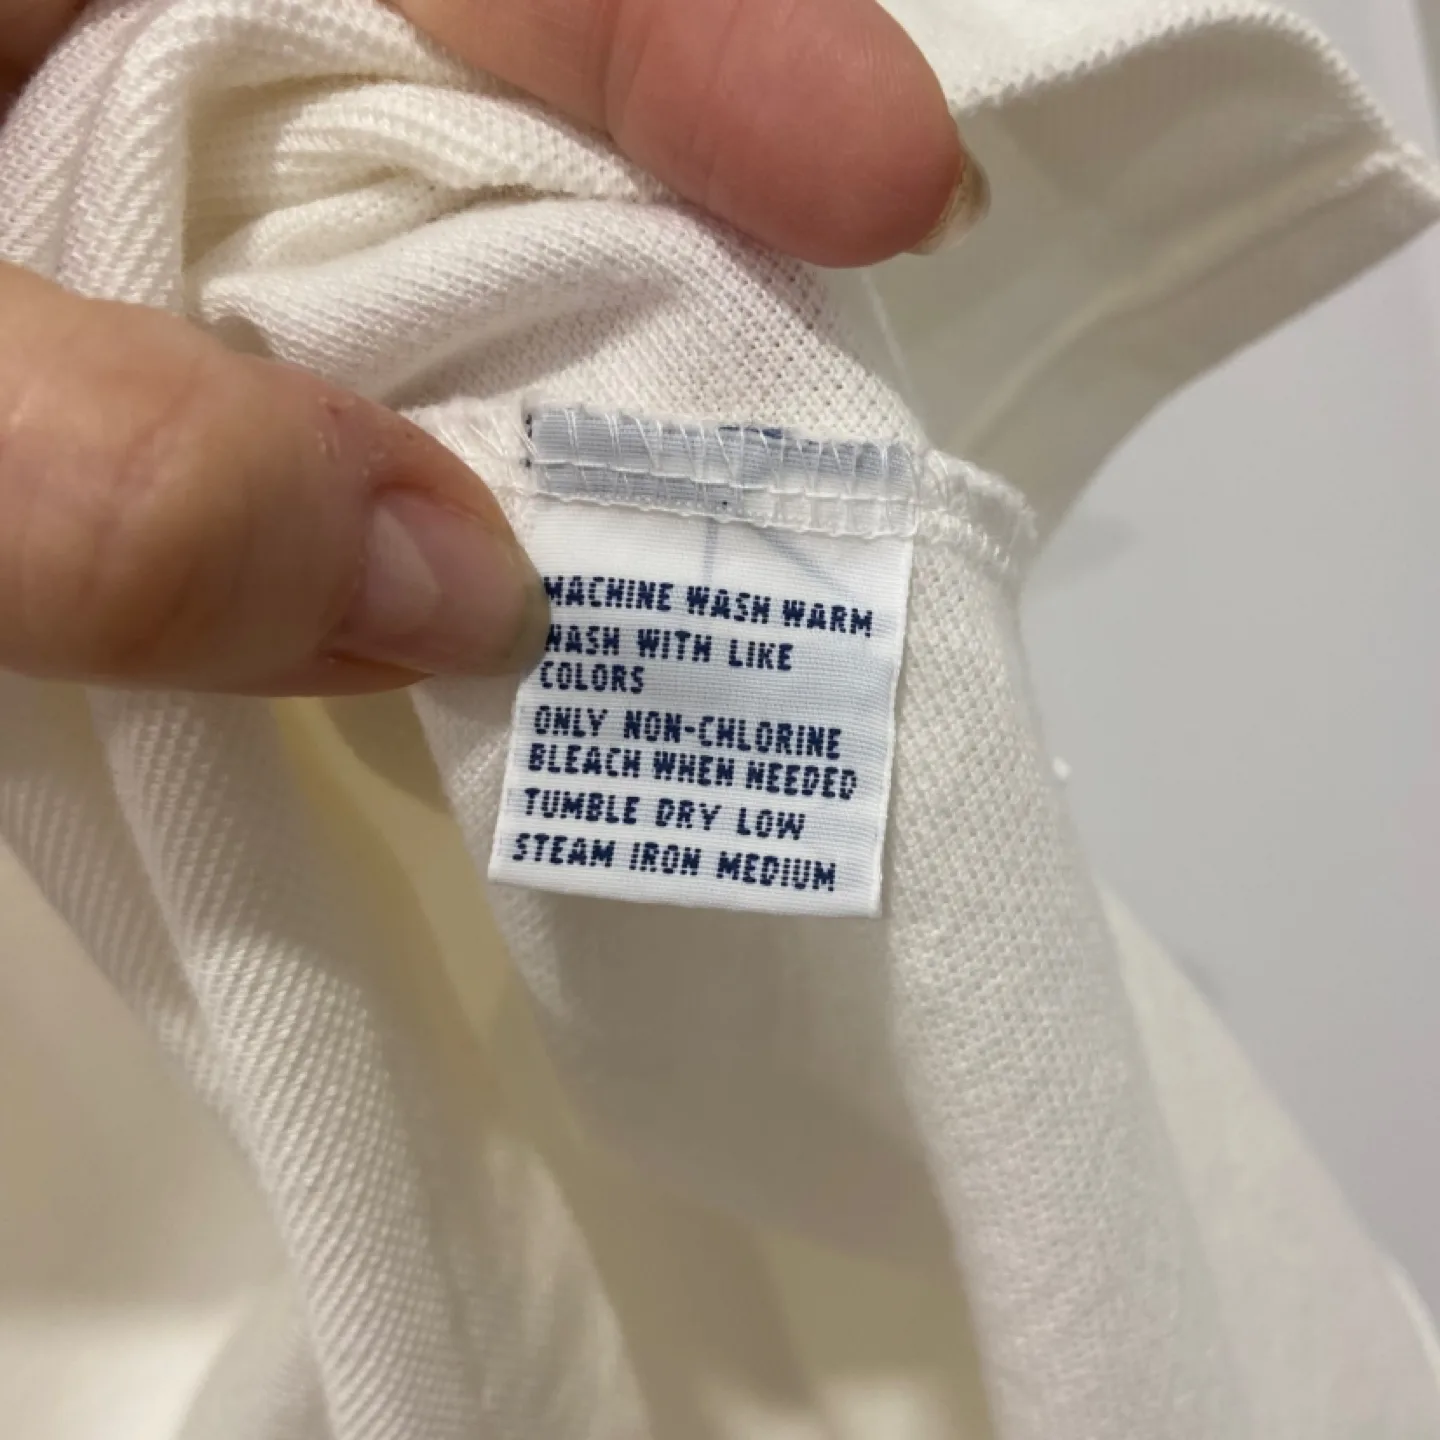 MACHINE WASH WARM
WASH WITH LIKE
COLORS
ONLY NON-CHLORINE
BLEACH WHEN NEEDED
TUMBLE DRY LOW
STEAM IRON MEDIUM